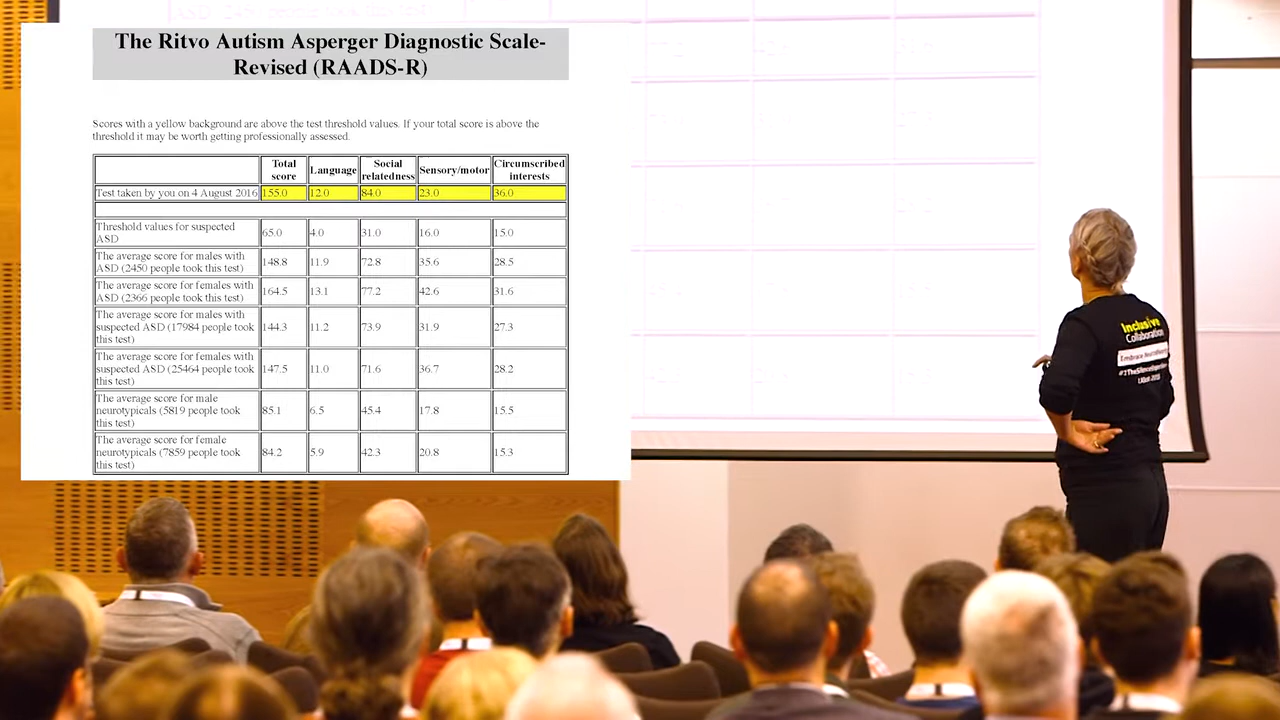 The Ritvo Autism Asperger Diagnostic Scale-
Revised (RAADS-R)
Scores with a yellow background are above the test threshold values. If your total score is above the
threshold it may be worth getting professionally assessed.
Total score Language Social relatedness Sensory/motor Circumscribed interests
Test taken by you on 4 August 2016 155.0 12.0 84.0 23.0 36.0
Threshold values for suspected ASD 65.0 4.0 31.0 16.0 15.0
The average score for males with ASD (2450 people took this test) 148.8 11.9 72.8 35.6 28.5
The average score for females with ASD (2366 people took this test) 164.5 13.1 77.2 42.6 31.6
The average score for males with suspected ASD (17984 people took this test) 144.3 11.2 73.9 31.9 27.3
The average score for females with suspected ASD (25464 people took this test) 147.5 11.0 71.6 36.7 28.2
The average score for male neurotypicals (5819 people took this test) 85.1 6.5 45.4 17.8 15.5
The average score for female neurotypicals (7859 people took this test) 84.2 5.9 42.3 20.8 15.3
Inclusive
Collaboration
Embrace